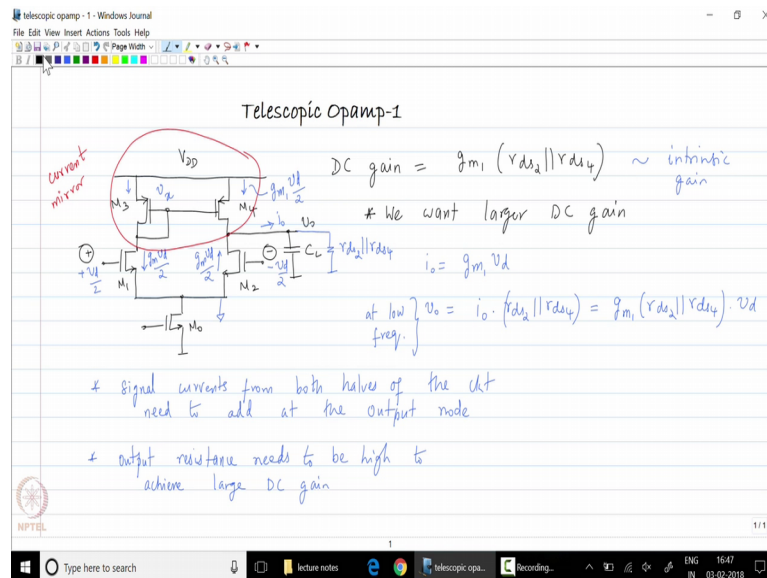 telescopic opamp - 1 - Windows Journal
File Edit View Insert Actions Tools Help
Page Width
B I
Telescopic Opamp-1
current mirror
VDD
M3
Vx
M4
gm1 Vd/2
io
Vo
CL
rds2||rds4
+
+Vd/2
M1
gm1 Vd/2
gm1 Vd/2
M2
-
-Vd/2
M0
DC gain = gm1 (rds2||rds4) ~ intrinsic gain
* We want larger DC gain
io = gm1 Vd
at low freq. } Vo = io · (rds2||rds4) = gm1 (rds2||rds4) · Vd
* Signal currents from both halves of the ckt
need to add at the output node
* output resistance needs to be high to
achieve large DC gain
NPTEL
1/1
1
Type here to search
lecture notes
telescopic opa...
Recording...
ENG
IN
16:47
03-02-2018